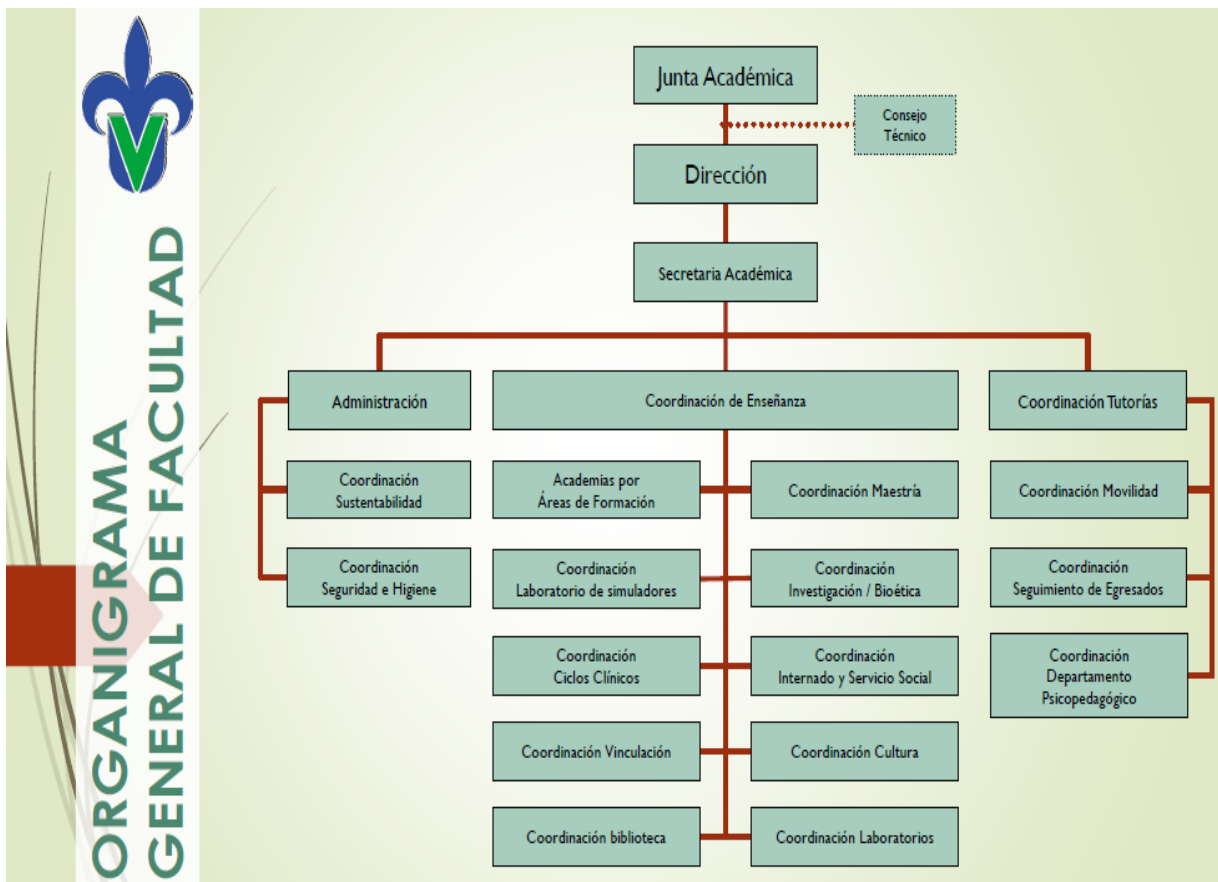 ORGANIGRAMA
GENERAL DE FACULTAD
Junta Académica
Consejo
Técnico
Dirección
Secretaria Académica
Administración
Coordinación de Enseñanza
Coordinación Tutorías
Coordinación
Sustentabilidad
Academias por
Áreas de Formación
Coordinación Maestría
Coordinación Movilidad
Coordinación
Seguridad e Higiene
Coordinación
Laboratorio de simuladores
Coordinación
Investigación / Bioética
Coordinación
Seguimiento de Egresados
Coordinación
Ciclos Clínicos
Coordinación
Internado y Servicio Social
Coordinación
Departamento
Psicopedagógico
Coordinación Vinculación
Coordinación Cultura
Coordinación biblioteca
Coordinación Laboratorios